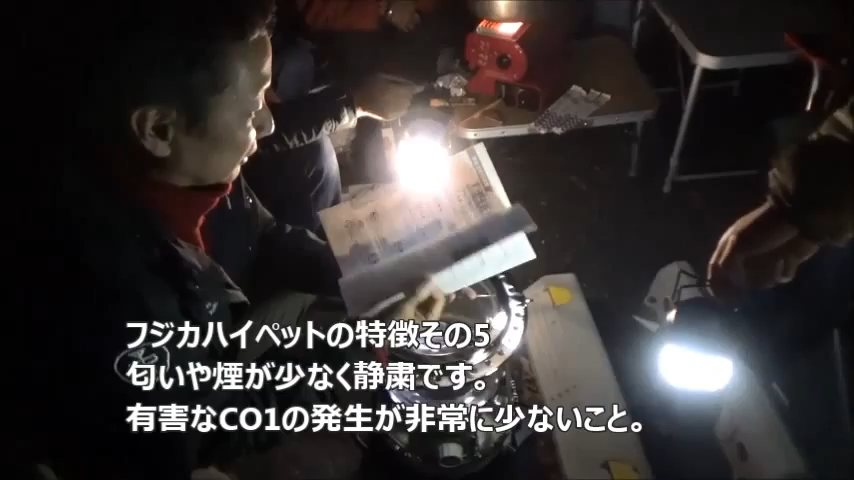 フジカハイペットの特徴その5
匂いや煙が少なく静粛です。
有害なCO1の発生が非常に少ないこと。